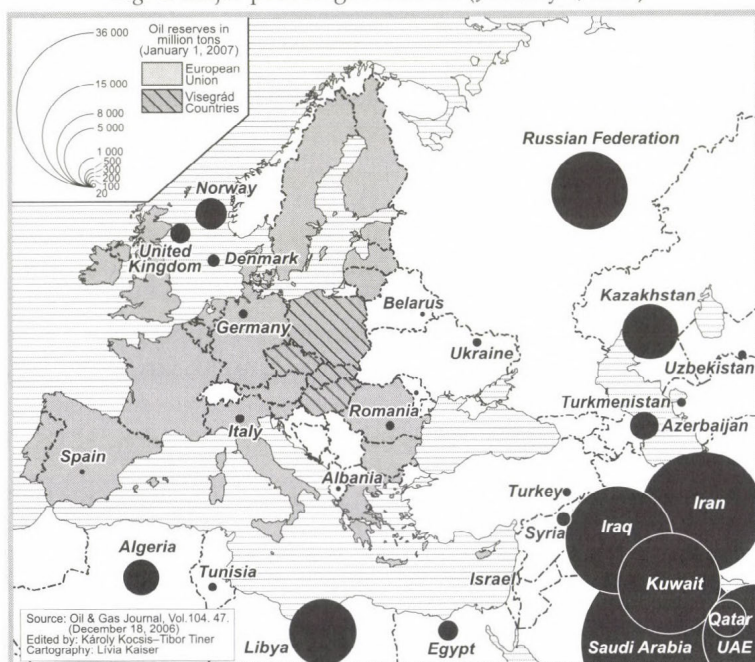 36 000
15 000
8 000
5 000
1 000
500
300
200
100
20
Oil reserves in
million tons
(January 1, 2007)
European
Union
Visegrád
Countries
Russian Federation
Norway
United
Kingdom
Denmark
Belarus
Kazakhstan
Germany
Ukraine
Uzbekistan
Turkmenistan
Romania
Azerbaijan
Italy
Spain
Albania
Turkey
Iran
Syria
Iraq
Algeria
Tunisia
Israel
Kuwait
Qatar
Libya
Egypt
Saudi Arabia
UAE
Source: Oil & Gas Journal, Vol.104. 47.
(December 18, 2006)
Edited by: Károly Kocsis–Tibor Tiner
Cartography: Lívia Kaiser